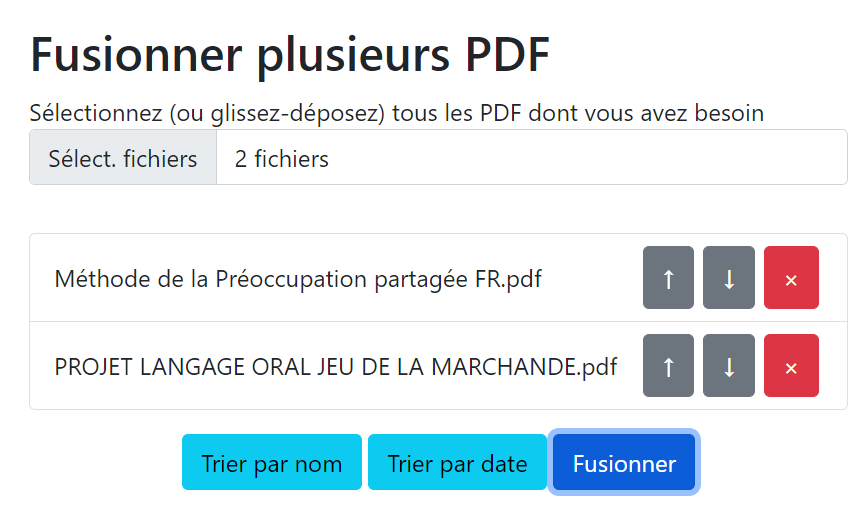 Fusionner plusieurs PDF
Sélectionnez (ou glissez-déposez) tous les PDF dont vous avez besoin
Sélect. fichiers 2 fichiers
Méthode de la Préoccupation partagée FR.pdf ↑ ↓ ×
PROJET LANGAGE ORAL JEU DE LA MARCHANDE.pdf ↑ ↓ ×
Trier par nom Trier par date Fusionner